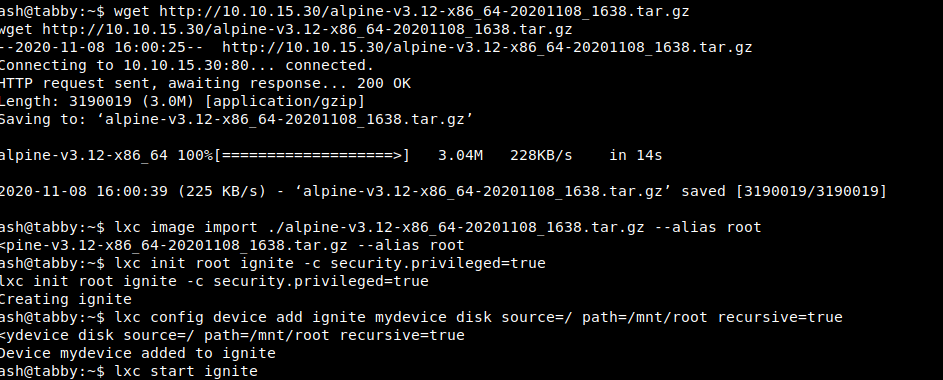 ash@tabby:~$ wget http://10.10.15.30/alpine-v3.12-x86_64-20201108_1638.tar.gz
wget http://10.10.15.30/alpine-v3.12-x86_64-20201108_1638.tar.gz
--2020-11-08 16:00:25-- http://10.10.15.30/alpine-v3.12-x86_64-20201108_1638.tar.gz
Connecting to 10.10.15.30:80... connected.
HTTP request sent, awaiting response... 200 OK
Length: 3190019 (3.0M) [application/gzip]
Saving to: ‘alpine-v3.12-x86_64-20201108_1638.tar.gz’
alpine-v3.12-x86_64 100%[===================>] 3.04M 228KB/s in 14s
2020-11-08 16:00:39 (225 KB/s) - ‘alpine-v3.12-x86_64-20201108_1638.tar.gz’ saved [3190019/3190019]
ash@tabby:~$ lxc image import ./alpine-v3.12-x86_64-20201108_1638.tar.gz --alias root
<pine-v3.12-x86_64-20201108_1638.tar.gz --alias root
ash@tabby:~$ lxc init root ignite -c security.privileged=true
lxc init root ignite -c security.privileged=true
Creating ignite
ash@tabby:~$ lxc config device add ignite mydevice disk source=/ path=/mnt/root recursive=true
<ydevice disk source=/ path=/mnt/root recursive=true
Device mydevice added to ignite
ash@tabby:~$ lxc start ignite